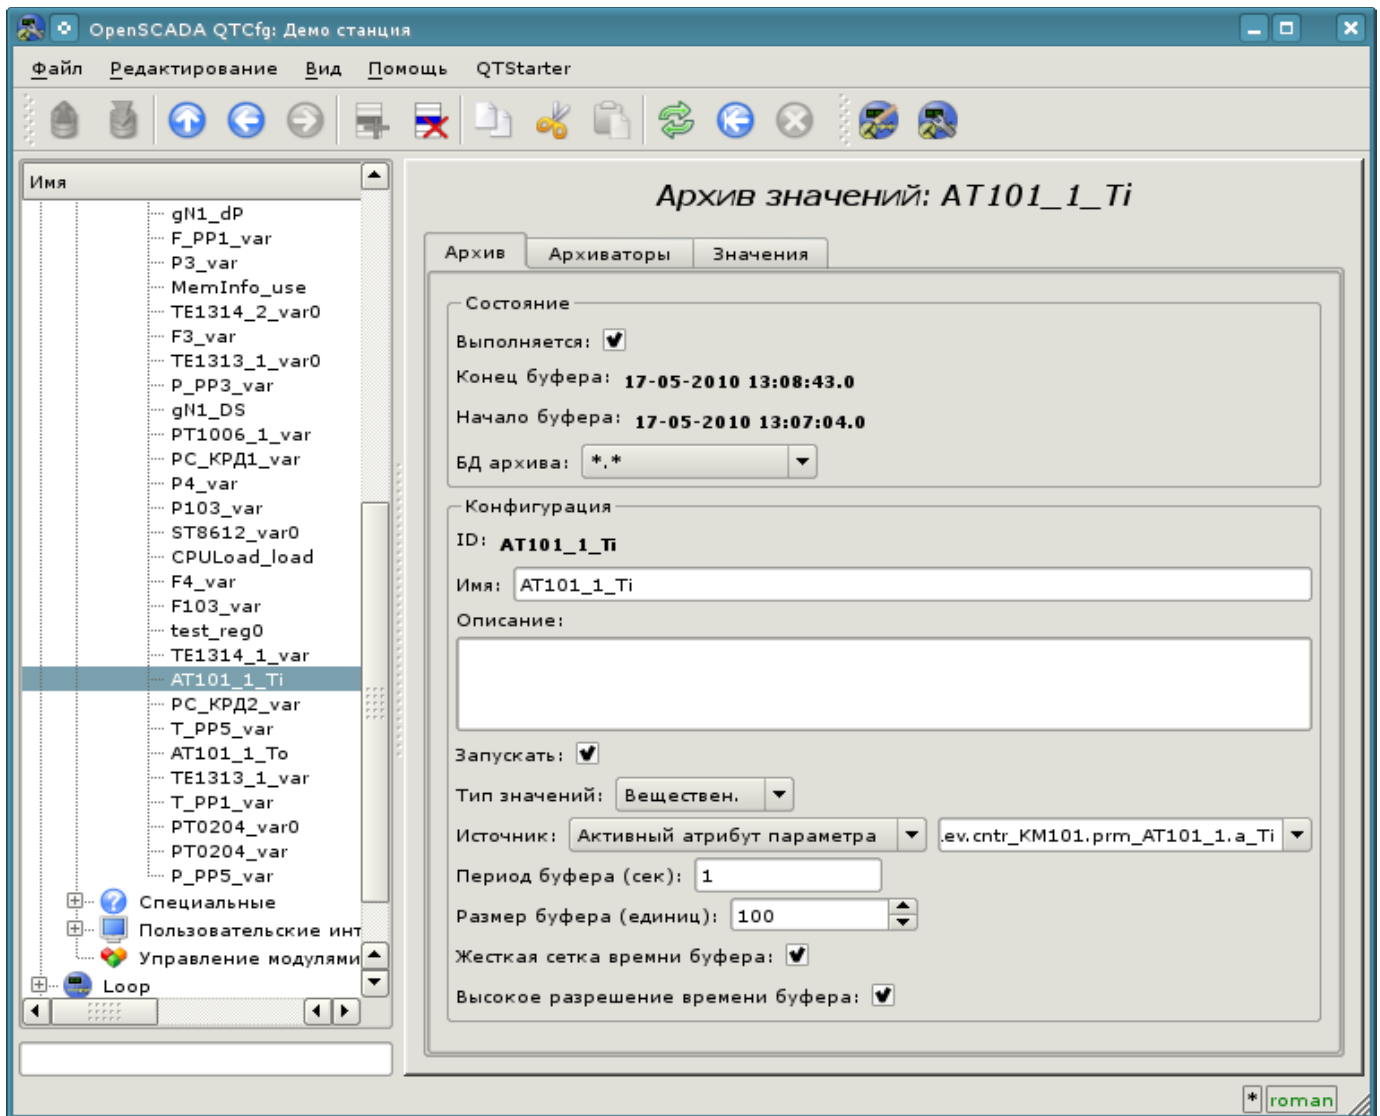 OpenSCADA QTCfg: Демо станция
Файл Редактирование Вид Помощь QTStarter
Имя
gN1_dP
F_PP1_var
P3_var
MemInfo_use
TE1314_2_var0
F3_var
TE1313_1_var0
P_PP3_var
gN1_DS
PT1006_1_var
PC_КРД1_var
P4_var
P103_var
ST8612_var0
CPULoad_load
F4_var
F103_var
test_reg0
TE1314_1_var
AT101_1_Ti
PC_КРД2_var
T_PP5_var
AT101_1_To
TE1313_1_var
T_PP1_var
PT0204_var0
PT0204_var
P_PP5_var
Специальные
Пользовательские инт
Управление модулями
Loop
Архив значений: AT101_1_Ti
Архив Архиваторы Значения
Состояние
Выполняется:
Конец буфера: 17-05-2010 13:08:43.0
Начало буфера: 17-05-2010 13:07:04.0
БД архива: *.*
Конфигурация
ID: AT101_1_Ti
Имя: AT101_1_Ti
Описание:
Запускать:
Тип значений: Веществен.
Источник: Активный атрибут параметра .ev.cntr_KM101.prm_AT101_1.a_Ti
Период буфера (сек): 1
Размер буфера (единиц): 100
Жесткая сетка времни буфера:
Высокое разрешение времени буфера:
* roman